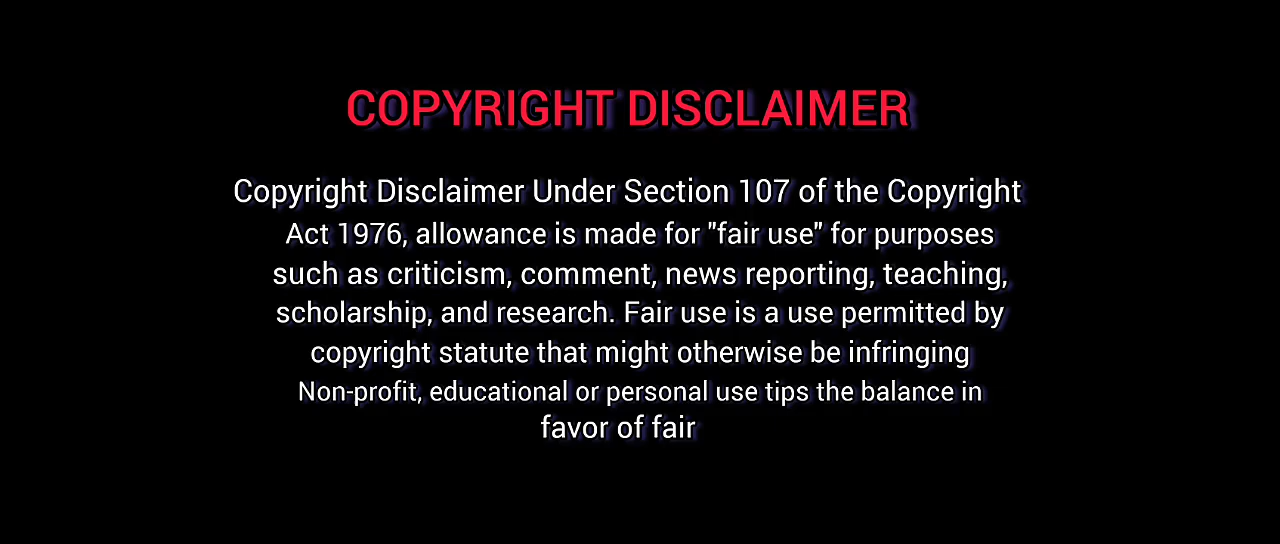 COPYRIGHT DISCLAIMER
Copyright Disclaimer Under Section 107 of the Copyright
Act 1976, allowance is made for "fair use" for purposes
such as criticism, comment, news reporting, teaching,
scholarship, and research. Fair use is a use permitted by
copyright statute that might otherwise be infringing
Non-profit, educational or personal use tips the balance in
favor of fair